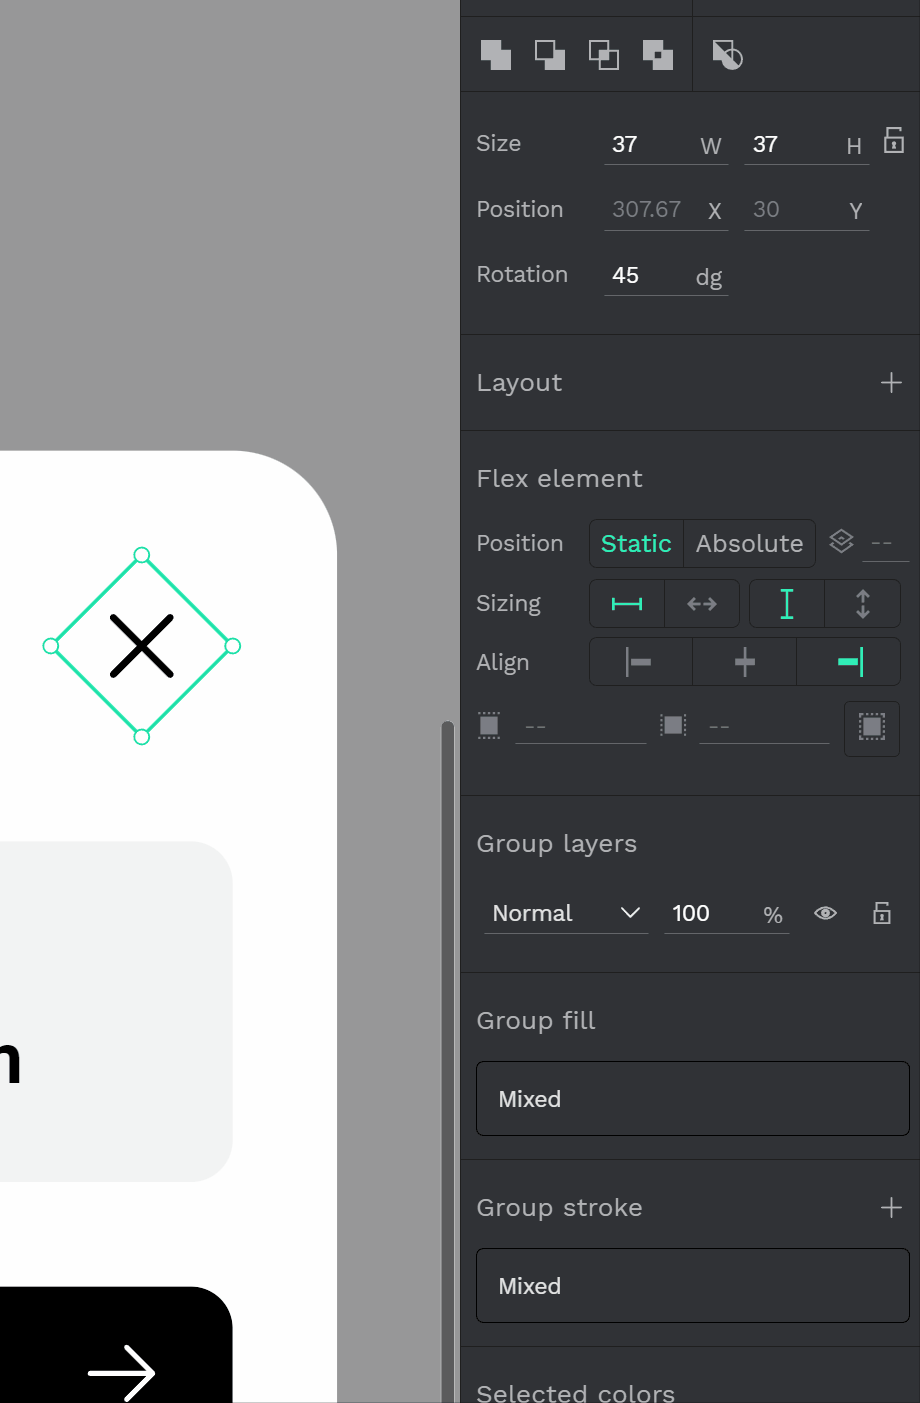 Size 37 W 37 H
Position 307.67 X 30 Y
Rotation 45 dg
Layout
Flex element
Position Static Absolute --
Sizing
Align
-- --
Group layers
Normal 100 %
Group fill
n
Mixed
Group stroke
Mixed
Selected colors